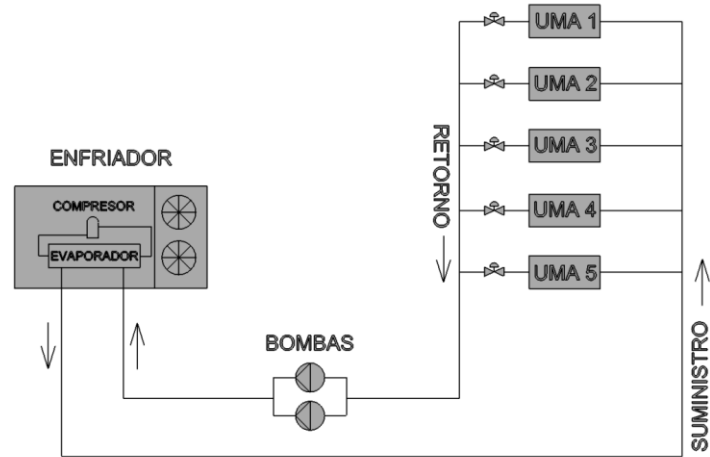 UMA 1
UMA 2
UMA 3
UMA 4
UMA 5
RETORNO
SUMINISTRO
ENFRIADOR
COMPRESOR
EVAPORADOR
BOMBAS